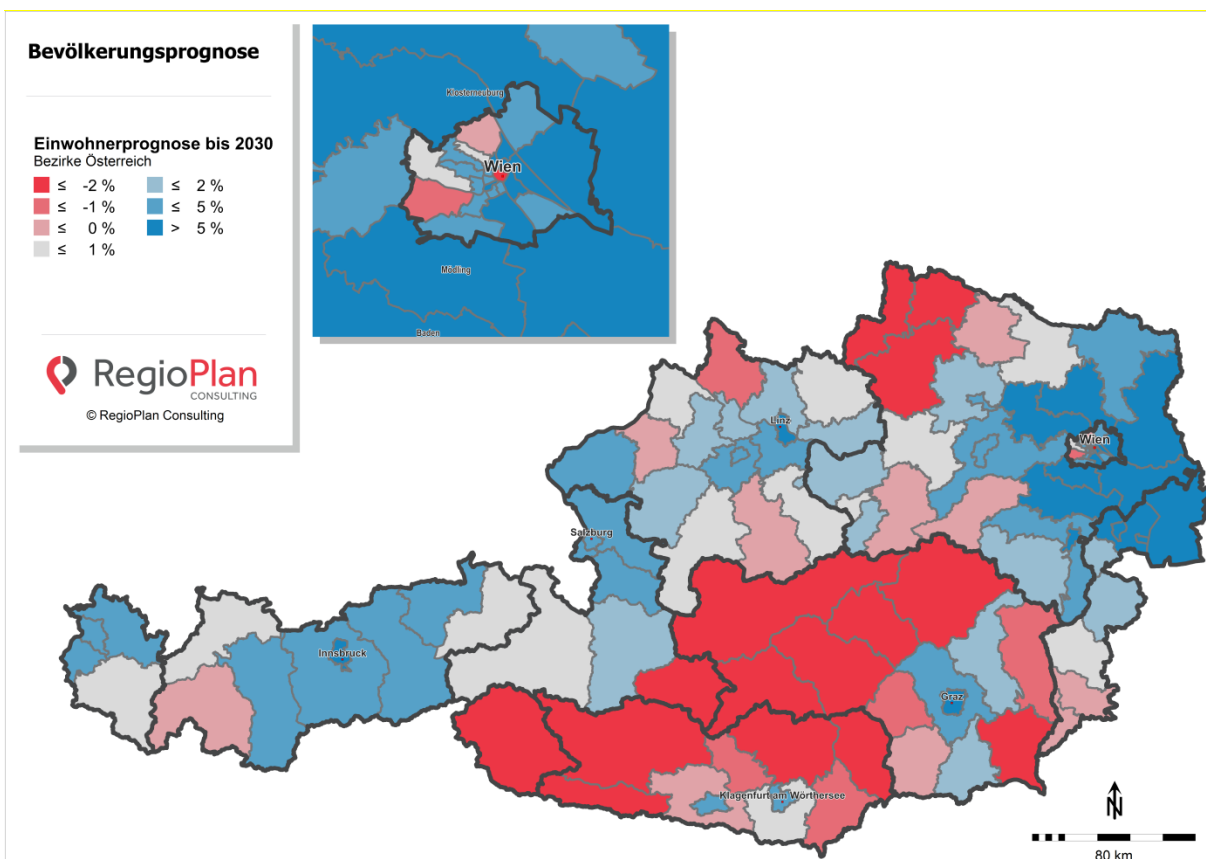 Bevölkerungsprognose
Einwohnerprognose bis 2030
Bezirke Österreich
≤ -2 %
≤ -1 %
≤ 0 %
≤ 1 %
≤ 2 %
≤ 5 %
> 5 %
RegioPlan
CONSULTING
© RegioPlan Consulting
Klosterneuburg
Wien
Mödling
Baden
Linz
Wien
Salzburg
Innsbruck
Graz
Klagenfurt am Wörthersee
N
80 km